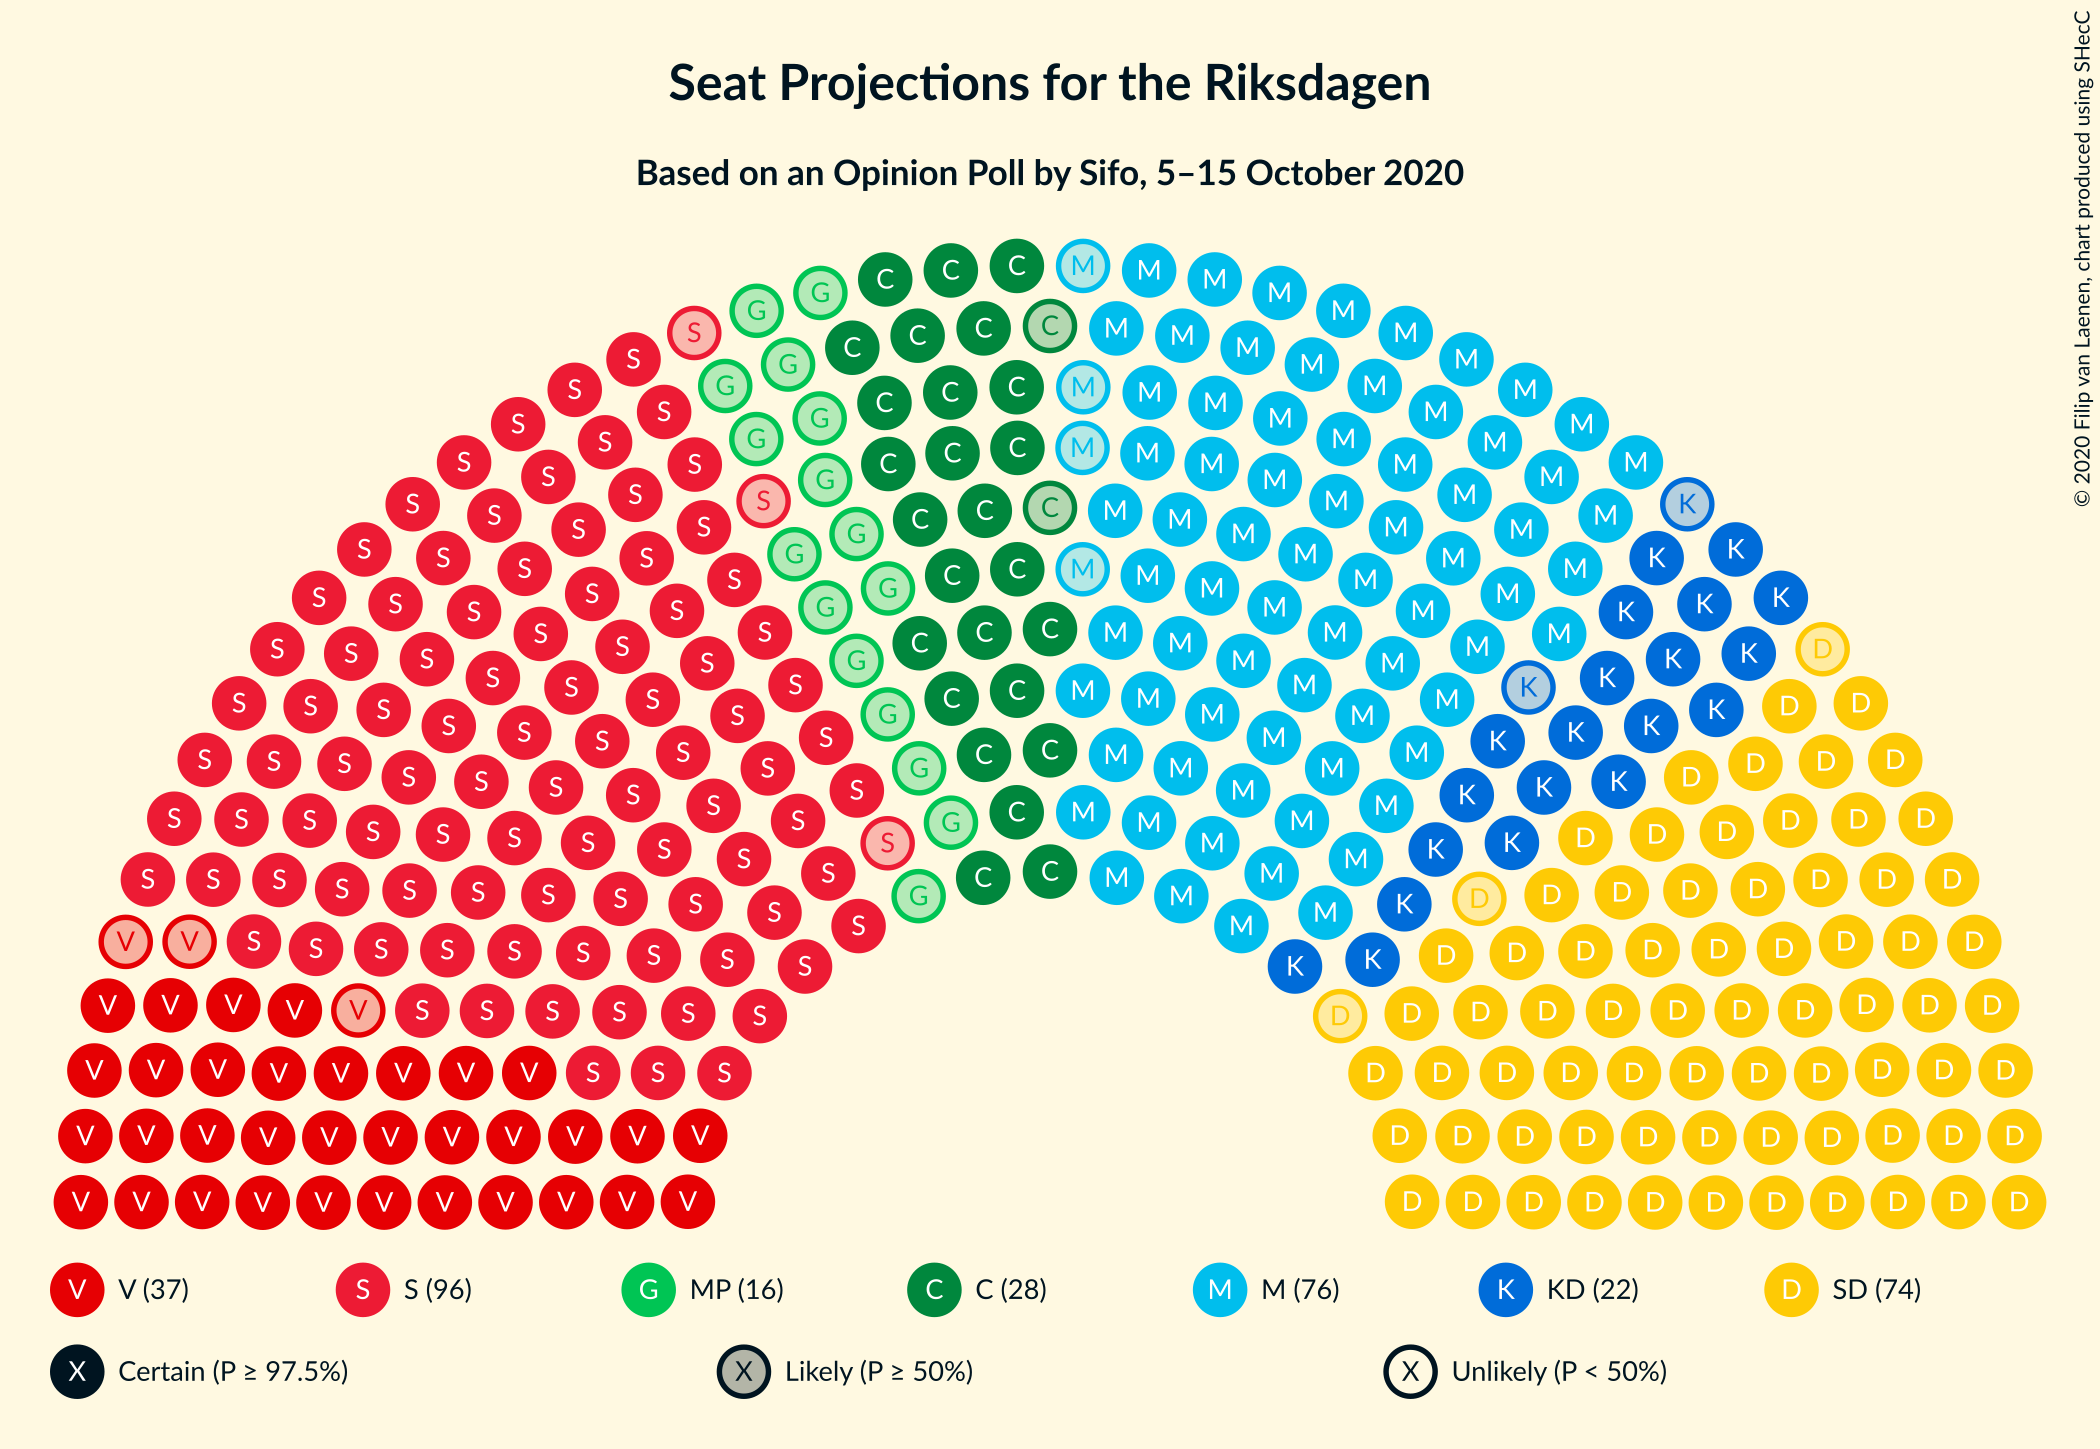 Seat Projections for the Riksdagen
Based on an Opinion Poll by Sifo, 5–15 October 2020
© 2020 Filip van Laenen, chart produced using SHecC
V V (37) S S (96) G MP (16) C C (28) M M (76) K KD (22) D SD (74)
X Certain (P ≥ 97.5%) X Likely (P ≥ 50%) X Unlikely (P < 50%)